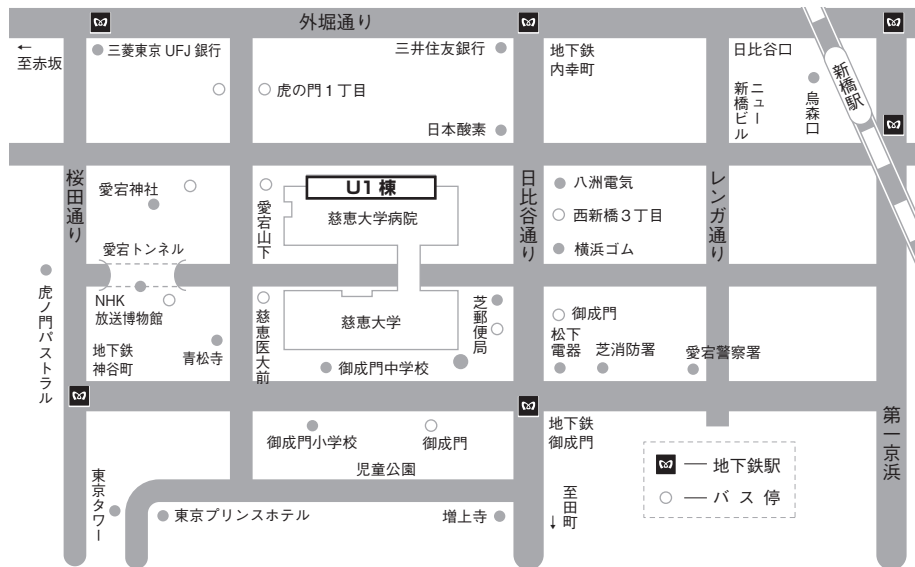 外堀通り
←
至赤坂
三菱東京 UFJ 銀行
三井住友銀行
地下鉄
内幸町
日比谷口
新橋駅
虎の門1丁目
ニュー
新橋ビル
烏森口
日本酸素
桜田通り
愛宕神社
愛宕山下
U1 棟
慈恵大学病院
日比谷通り
八洲電気
西新橋3丁目
横浜ゴム
レンガ通り
愛宕トンネル
虎ノ門パストラル
NHK
放送博物館
慈恵医大前
慈恵大学
芝郵便局
御成門
松下
電器
芝消防署
愛宕警察署
地下鉄
神谷町
青松寺
御成門中学校
第一京浜
御成門小学校
御成門
地下鉄
御成門
児童公園
地下鉄駅
バス停
東京タワー
東京プリンスホテル
増上寺
至田町
↓